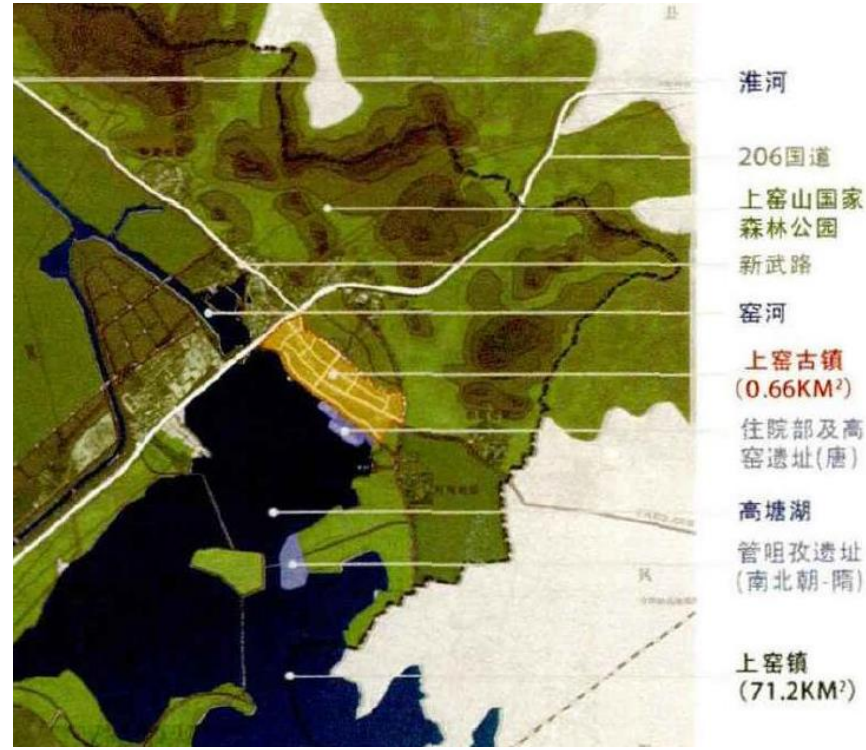 县
淮河
206国道
上窑山国家
森林公园
新武路
窑河
上窑古镇
(0.66KM²)
住院部及高
窑遗址(唐)
高塘湖
管咀孜遗址
(南北朝-隋)
风
上窑镇
(71.2KM²)